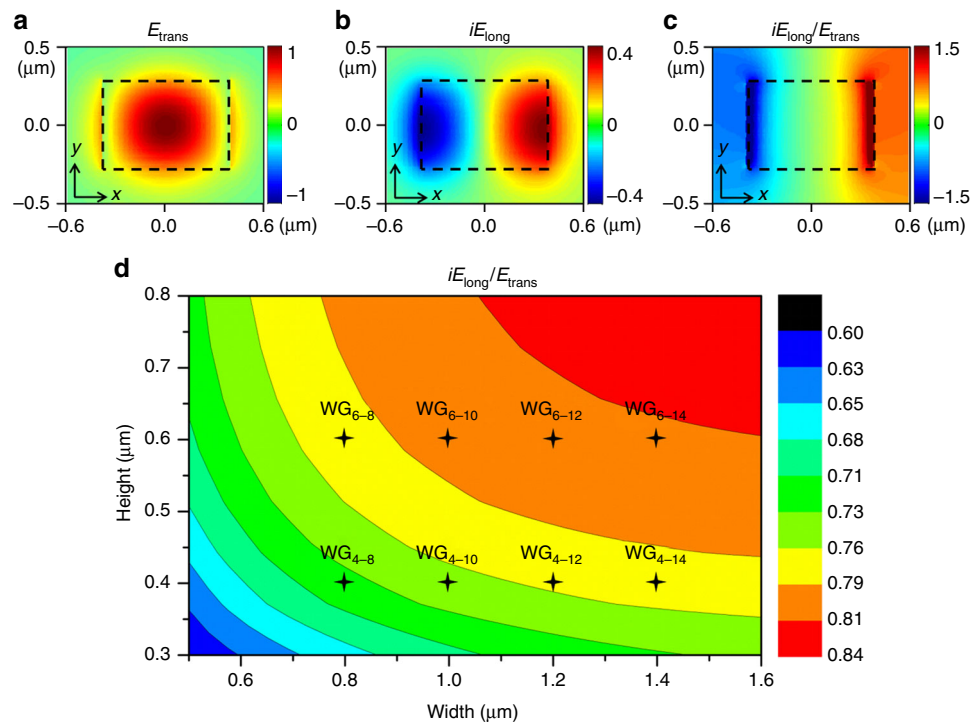 a E_trans
b iE_long
c iE_long/E_trans
0.5 1 0.5 0.4 0.5 1.5
(μm) (μm) (μm)
0.0 0 0.0 0 0.0 0
y y y
x x x
–1 –0.4 –1.5
–0.5 –0.5 –0.5
–0.6 0.0 0.6 (μm) –0.6 0.0 0.6 (μm) –0.6 0.0 0.6 (μm)
d iE_long/E_trans
0.8
0.7
0.6
0.5
0.4
0.3
Height (μm)
WG_6–8 WG_6–10 WG_6–12 WG_6–14
WG_4–8 WG_4–10 WG_4–12 WG_4–14
0.6 0.8 1.0 1.2 1.4 1.6
Width (μm)
0.60
0.63
0.65
0.68
0.71
0.73
0.76
0.79
0.81
0.84